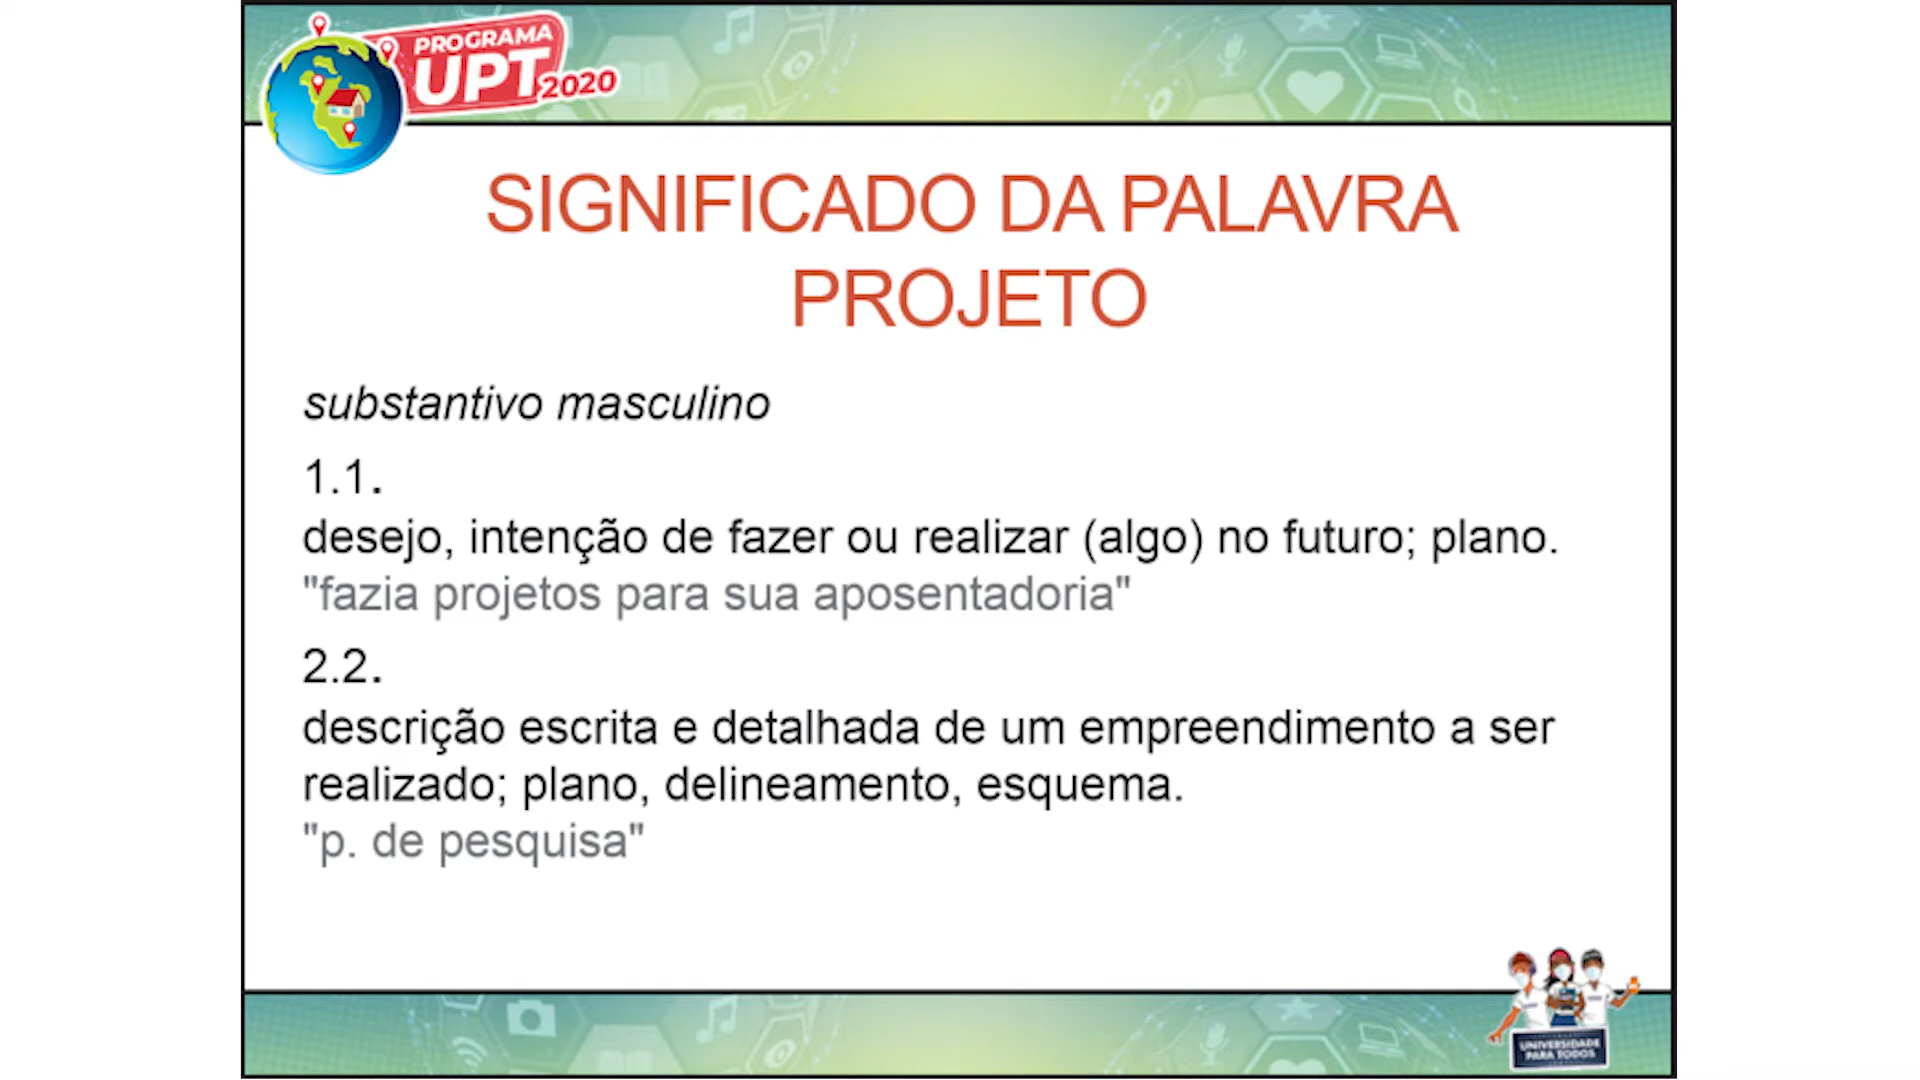 PROGRAMA
UPT 2020
SIGNIFICADO DA PALAVRA
PROJETO
substantivo masculino
1.1.
desejo, intenção de fazer ou realizar (algo) no futuro; plano.
"fazia projetos para sua aposentadoria"
2.2.
descrição escrita e detalhada de um empreendimento a ser
realizado; plano, delineamento, esquema.
"p. de pesquisa"
UNIVERSIDADE
PARA TODOS